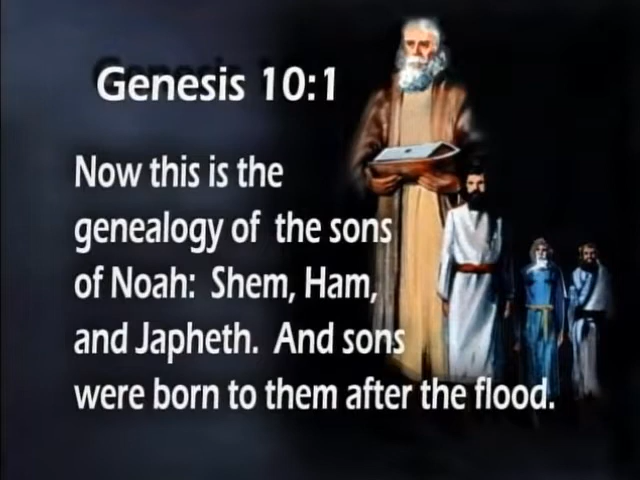 Genesis 10:1
Now this is the
genealogy of the sons
of Noah: Shem, Ham,
and Japheth. And sons
were born to them after the flood.